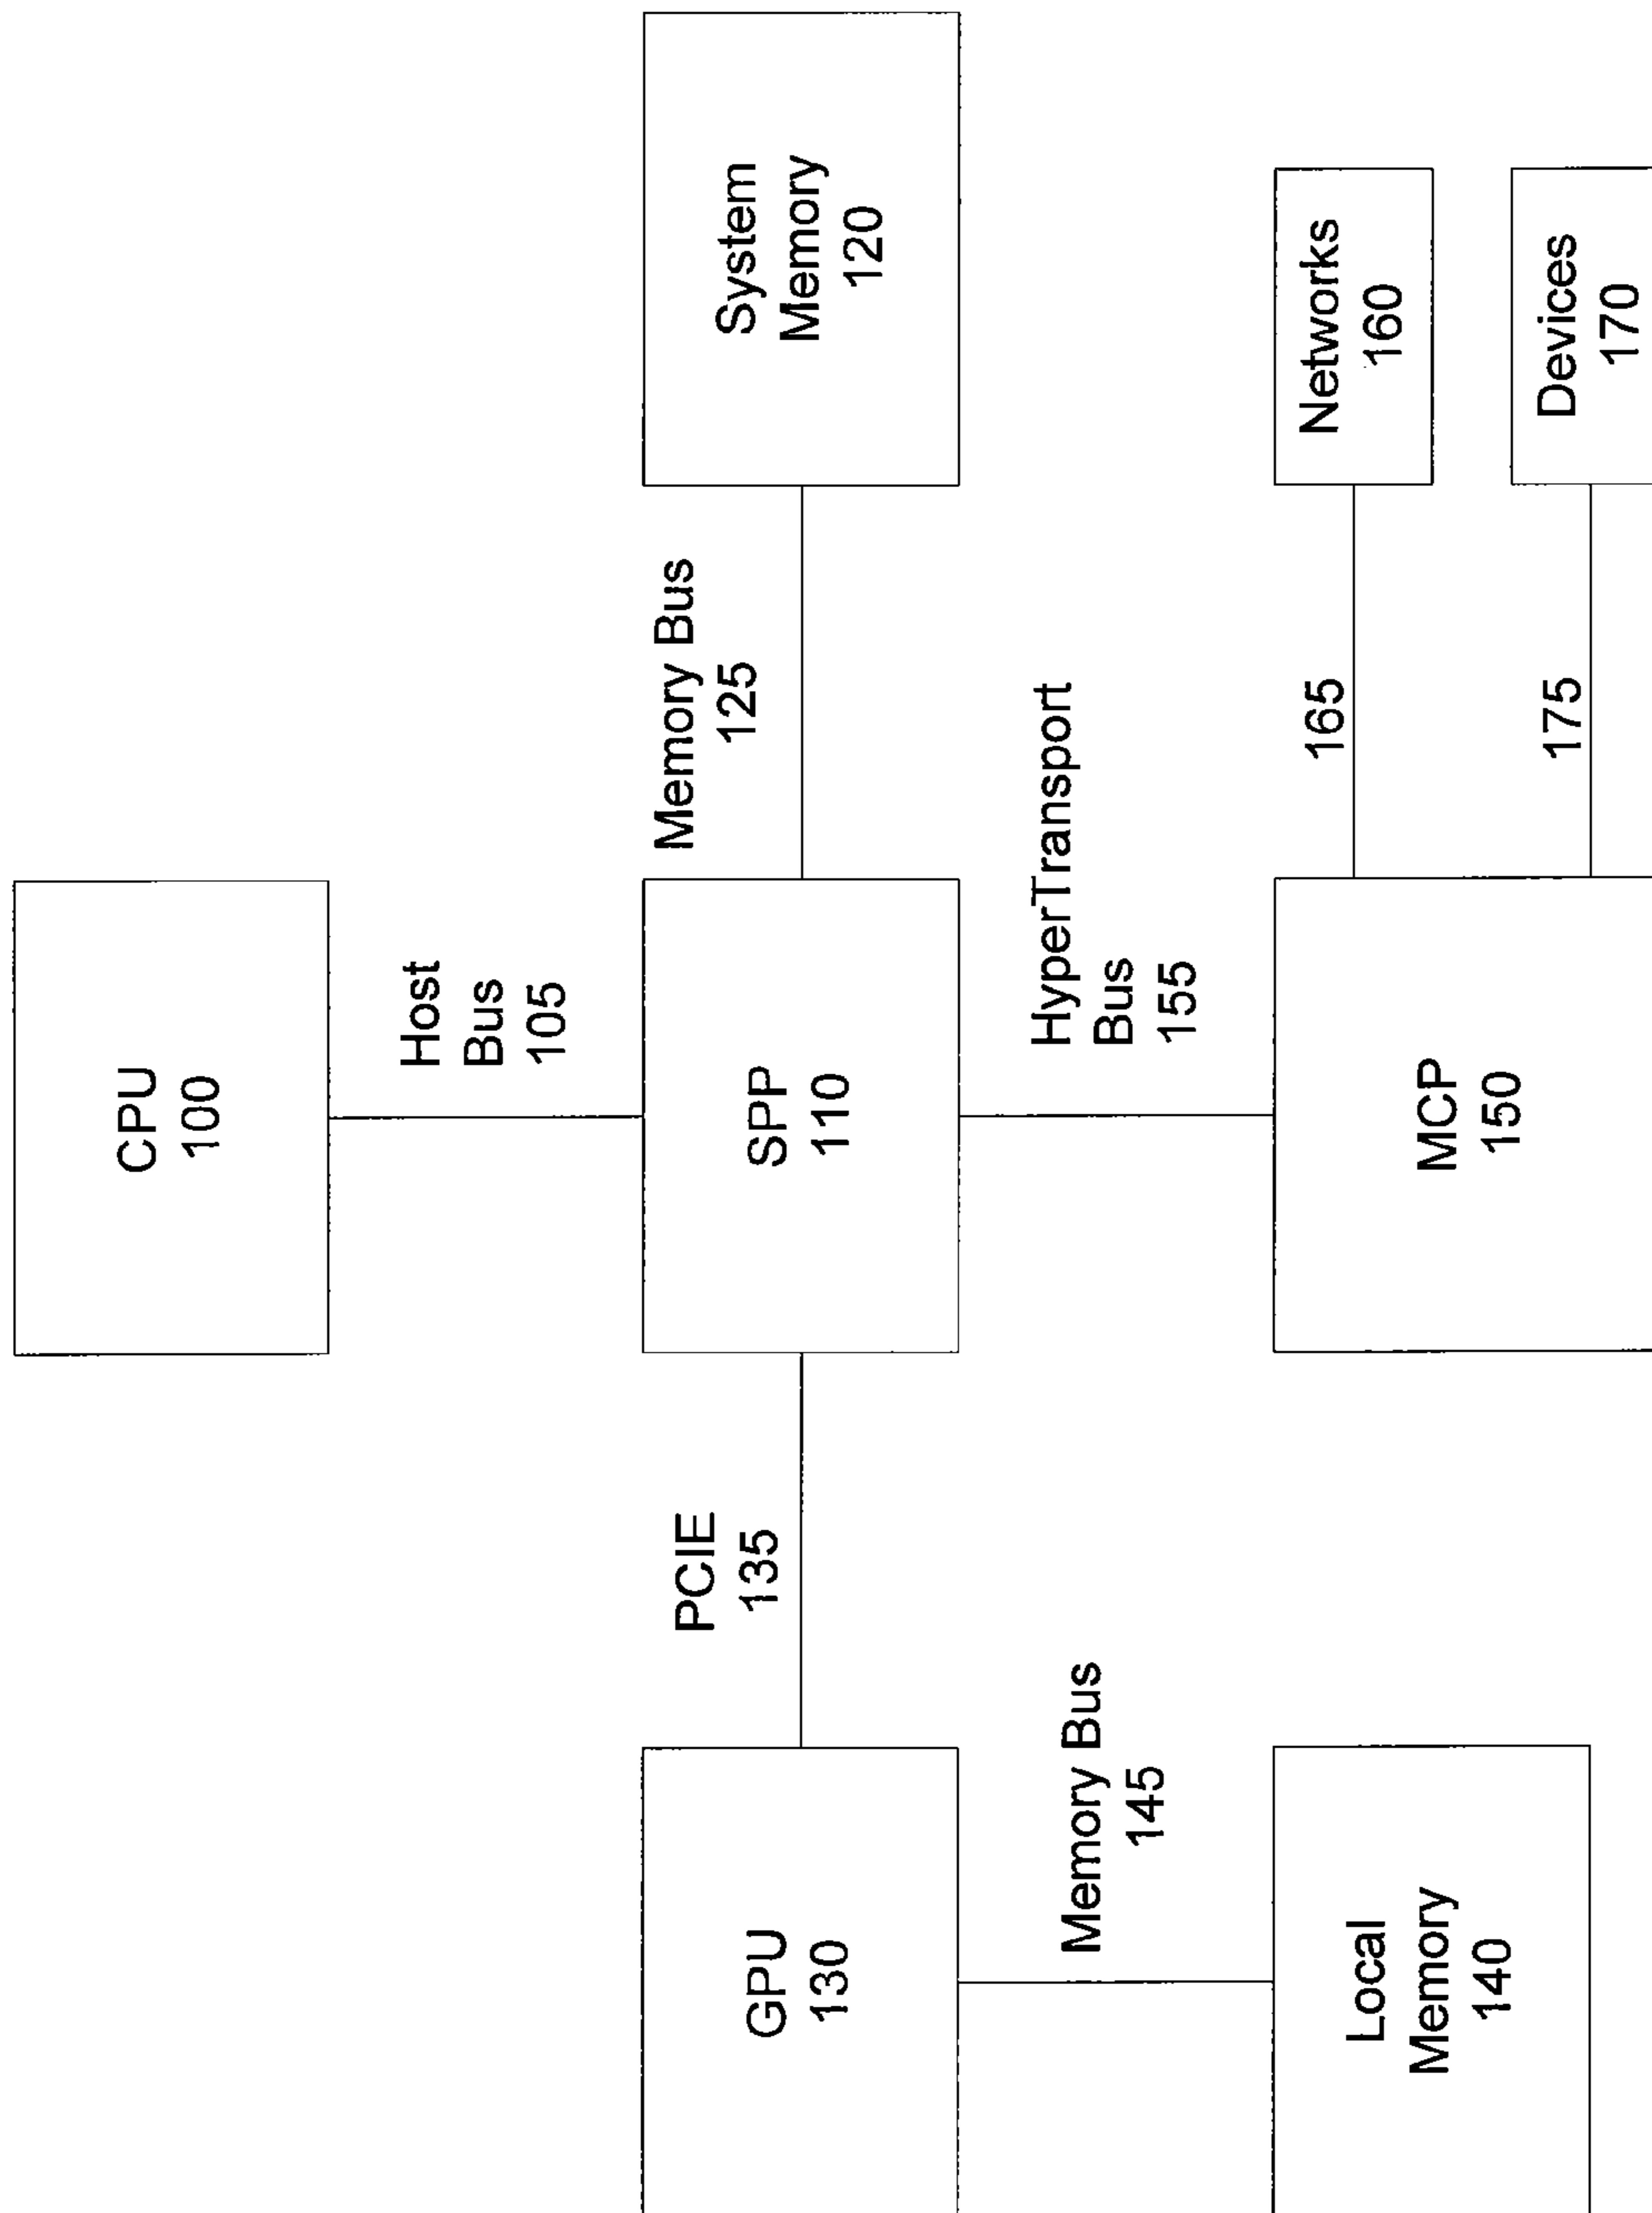 CPU
100
Host
Bus
105
GPU
130
PCIE
135
SPP
110
Memory Bus
125
System
Memory
120
Memory Bus
145
HyperTransport
Bus
155
Local
Memory
140
MCP
150
165
Networks
160
175
Devices
170